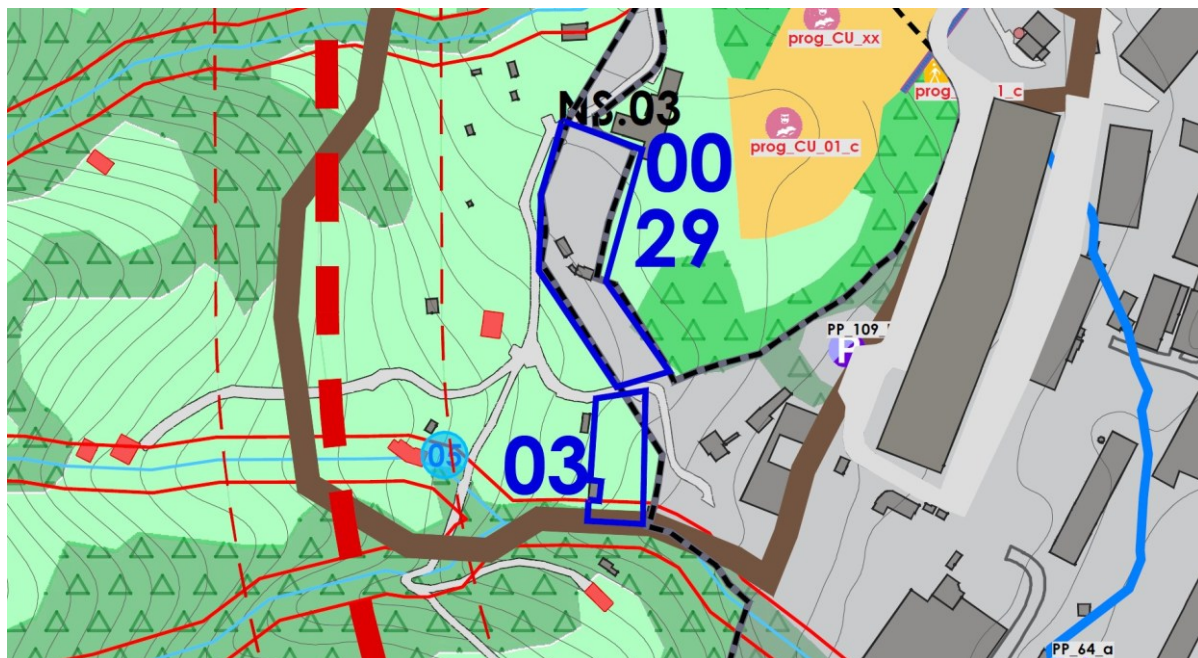 prog_CU_xx
NS.03
prog_
1_c
00
prog_CU_01_c
29
PP_109_
P
03
05
PP_64_a